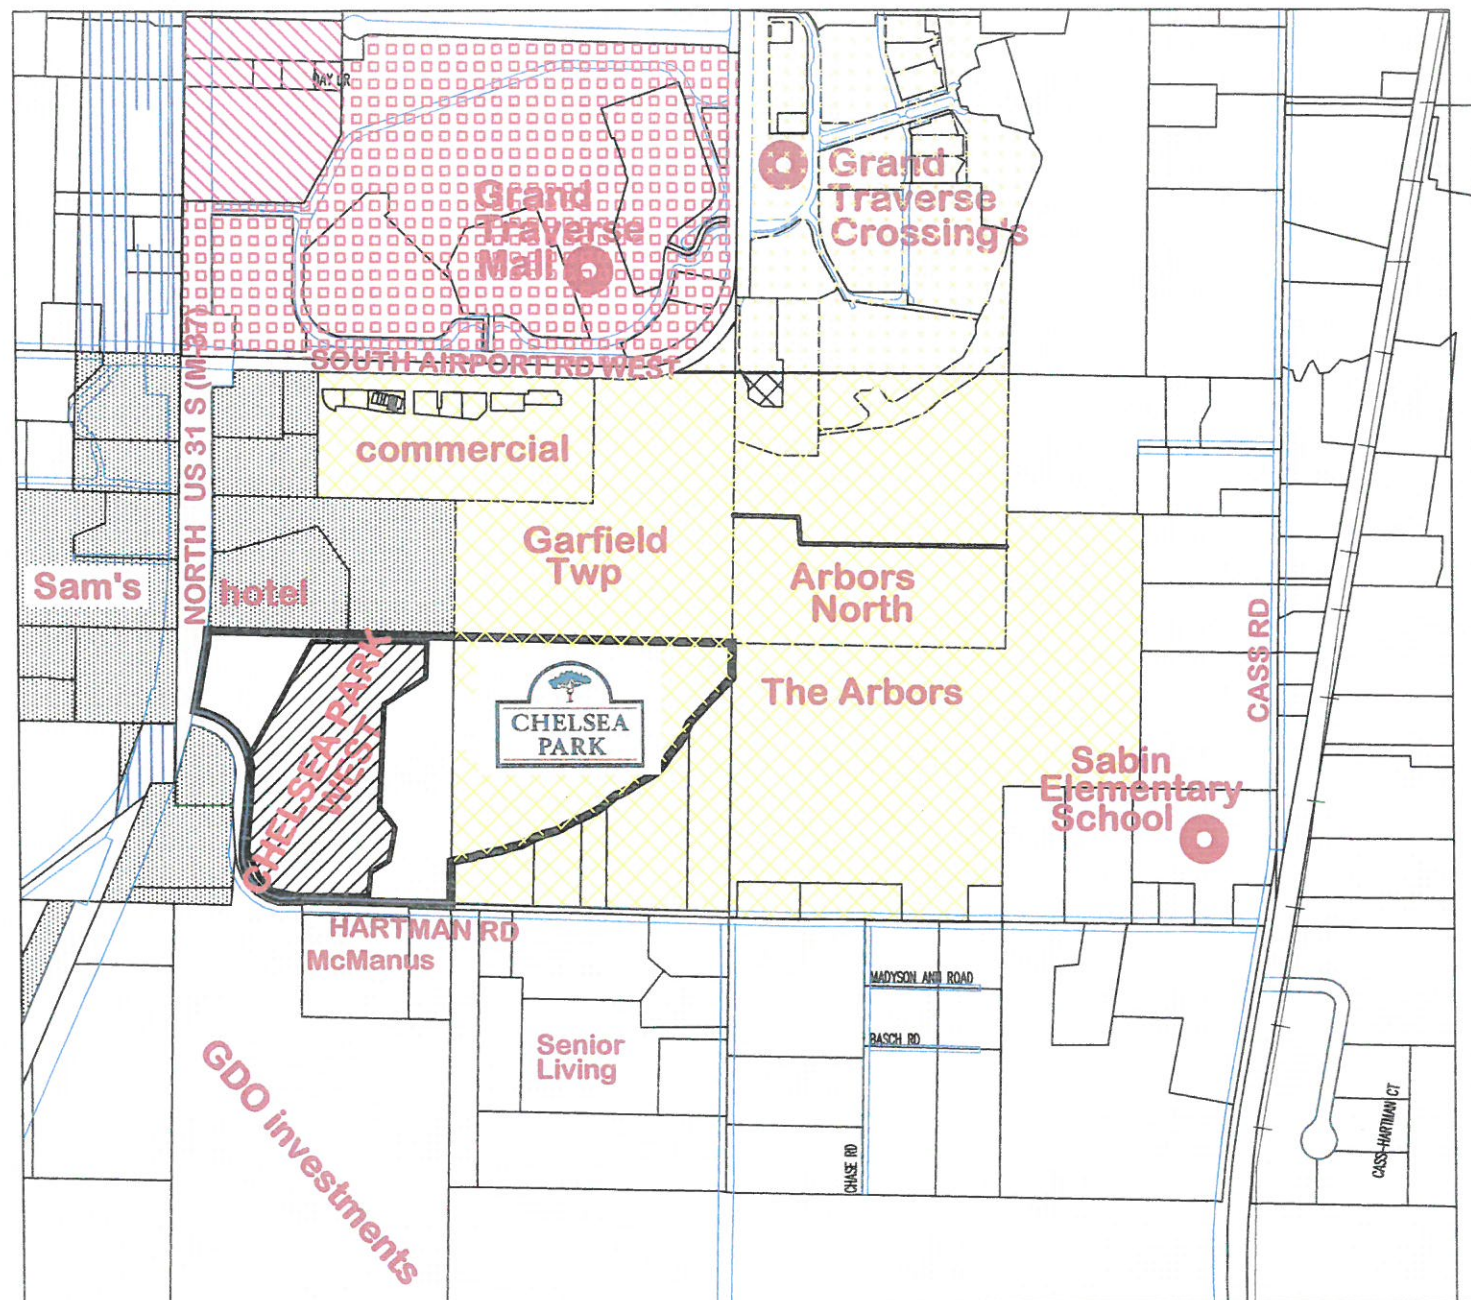 DAY DR
Grand
Traverse
Mall
Grand
Traverse
Crossing's
SOUTH AIRPORT RD WEST
NORTH US 31 S (M-37)
commercial
Garfield
Twp
Arbors
North
Sam's
hotel
CHELSEA PARK
WEST
CHELSEA
PARK
The Arbors
CASS RD
Sabin
Elementary
School
HARTMAN RD
McManus
MADYSON ANN ROAD
BASCH RD
Senior
Living
GDO investments
CHASE RD
CASS-HARTMAN CT